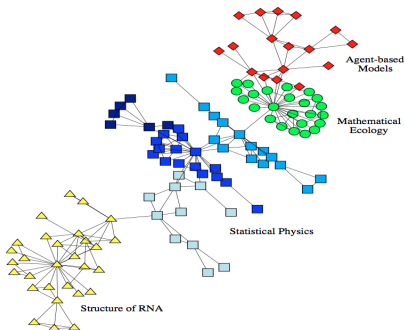 Agent-based
Models
Mathematical
Ecology
Statistical Physics
Structure of RNA